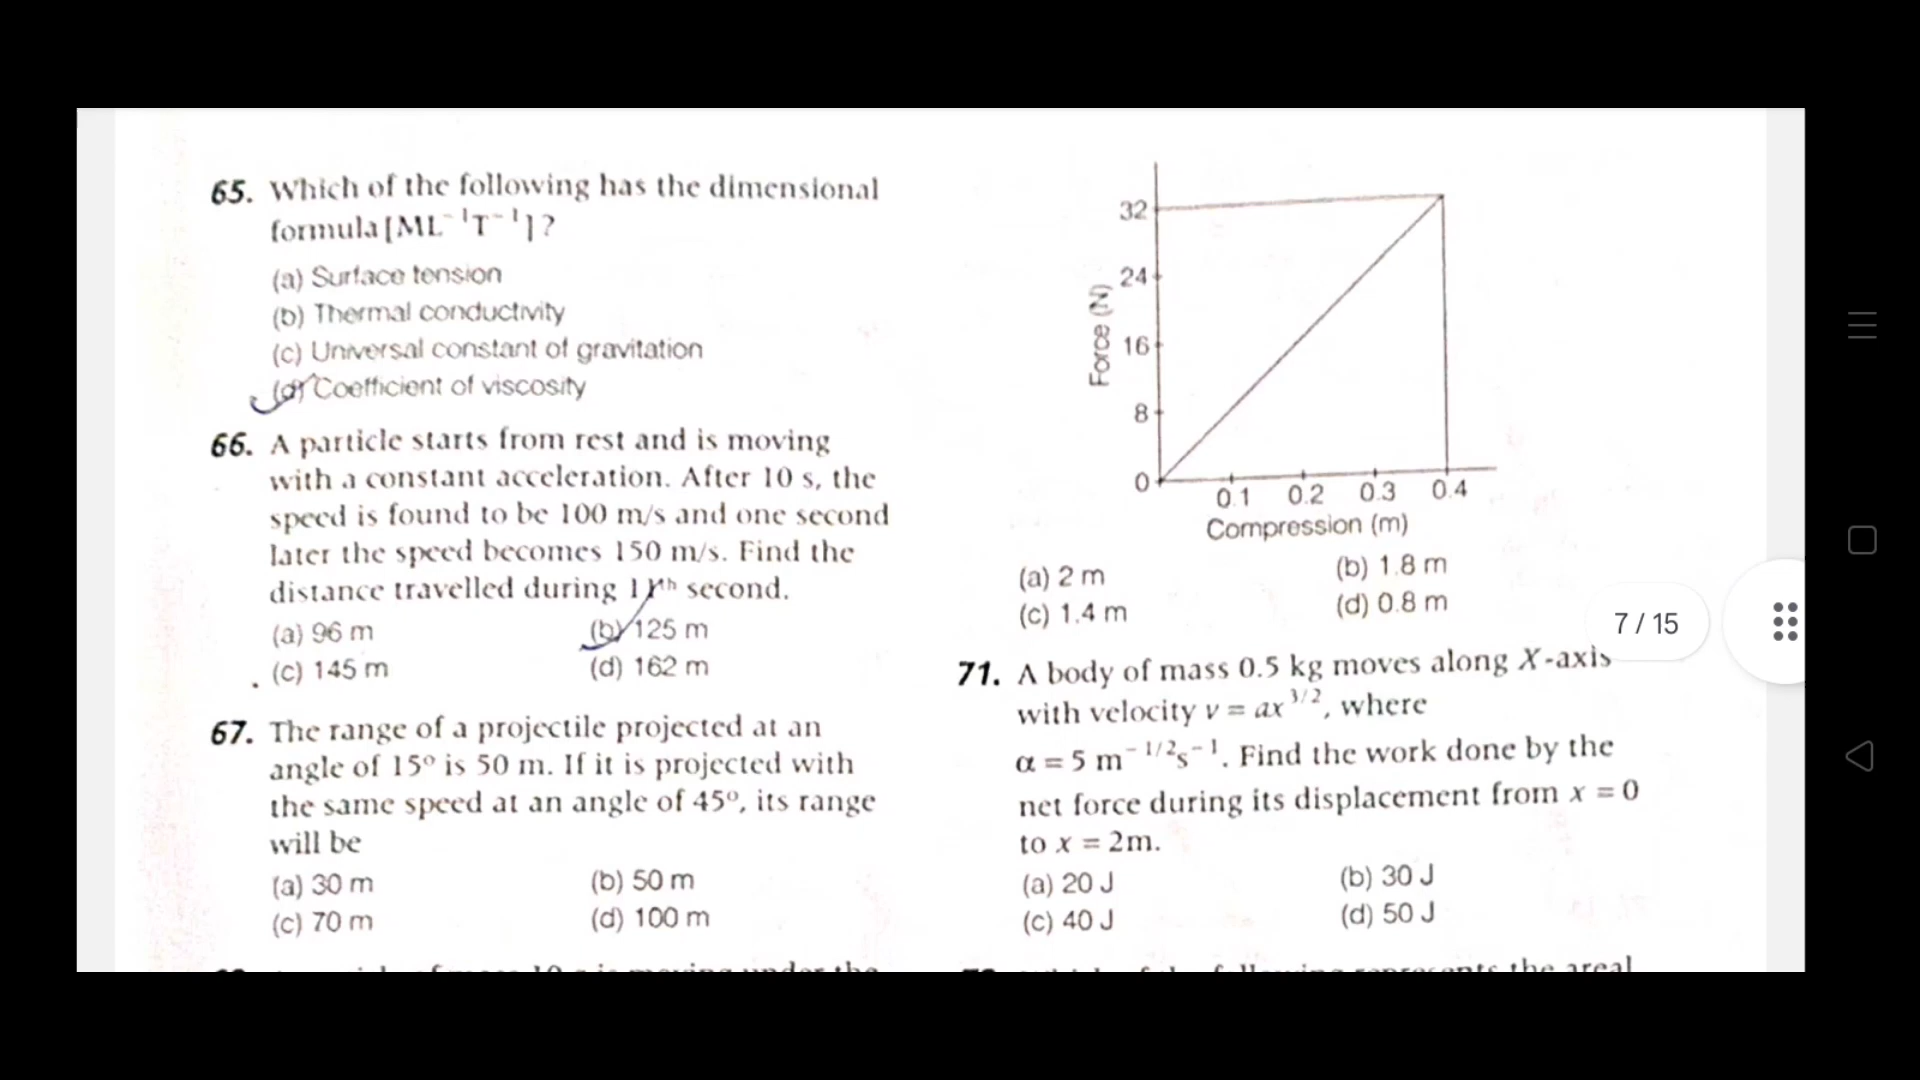 65. Which of the following has the dimensional
formula [ML⁻¹T⁻¹] ?
(a) Surface tension
(b) Thermal conductivity
(c) Universal constant of gravitation
(d) Coefficient of viscosity
66. A particle starts from rest and is moving
with a constant acceleration. After 10 s, the
speed is found to be 100 m/s and one second
later the speed becomes 150 m/s. Find the
distance travelled during 11th second.
(a) 96 m (b) 125 m
(c) 145 m (d) 162 m
67. The range of a projectile projected at an
angle of 15° is 50 m. If it is projected with
the same speed at an angle of 45°, its range
will be
(a) 30 m (b) 50 m
(c) 70 m (d) 100 m
32
24
16
8
0
Force (N)
0.1 0.2 0.3 0.4
Compression (m)
(a) 2 m (b) 1.8 m
(c) 1.4 m (d) 0.8 m
7 / 15
71. A body of mass 0.5 kg moves along X-axis
with velocity v = ax³/², where
α = 5 m⁻¹/²s⁻¹. Find the work done by the
net force during its displacement from x = 0
to x = 2m.
(a) 20 J (b) 30 J
(c) 40 J (d) 50 J